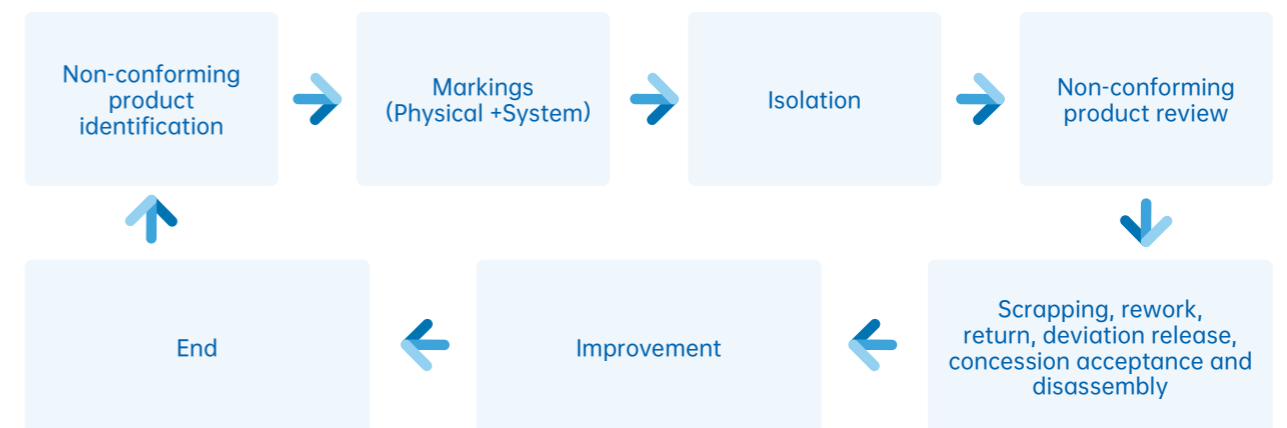 Non-conforming
product
identification
Markings
(Physical +System)
Isolation
Non-conforming
product review
End
Improvement
Scrapping, rework,
return, deviation release,
concession acceptance and
disassembly